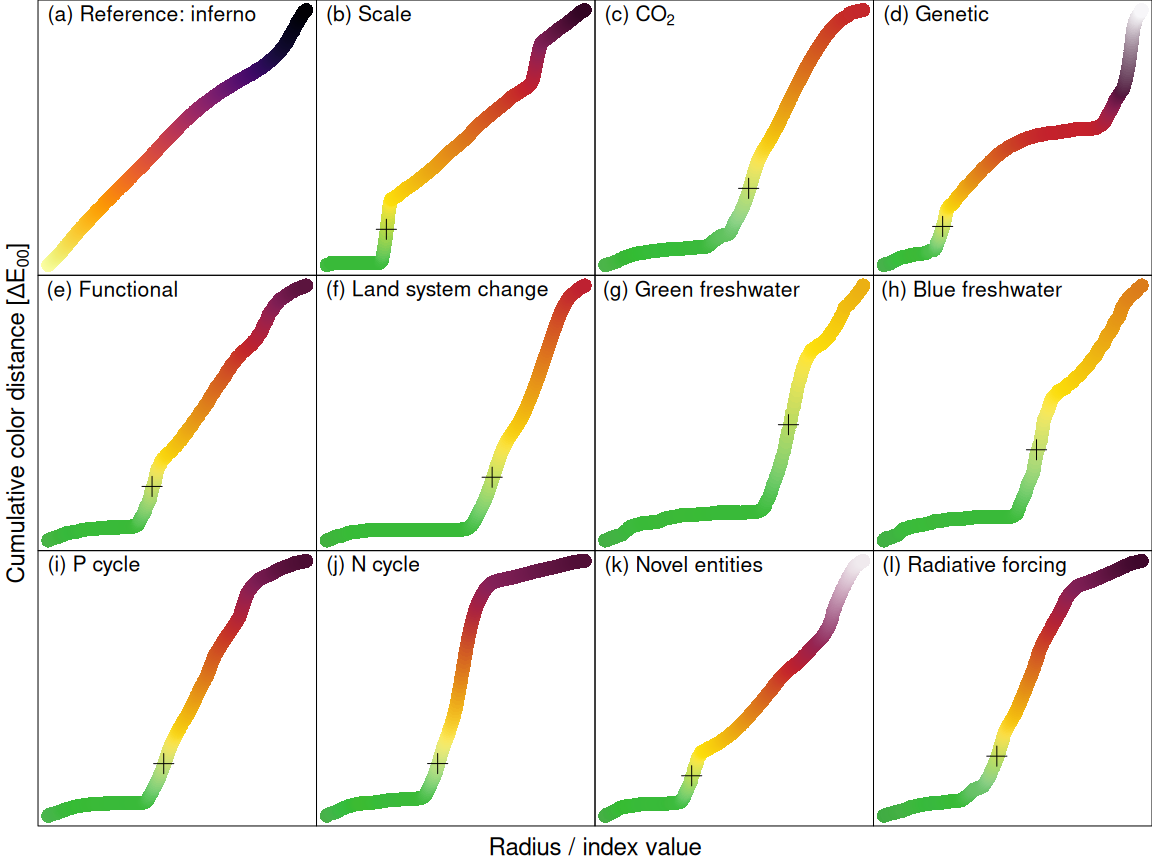 (a) Reference: inferno
(b) Scale
(c) CO₂
(d) Genetic
(e) Functional
(f) Land system change
(g) Green freshwater
(h) Blue freshwater
(i) P cycle
(j) N cycle
(k) Novel entities
(l) Radiative forcing
Cumulative color distance [ΔE₀₀]
Radius / index value